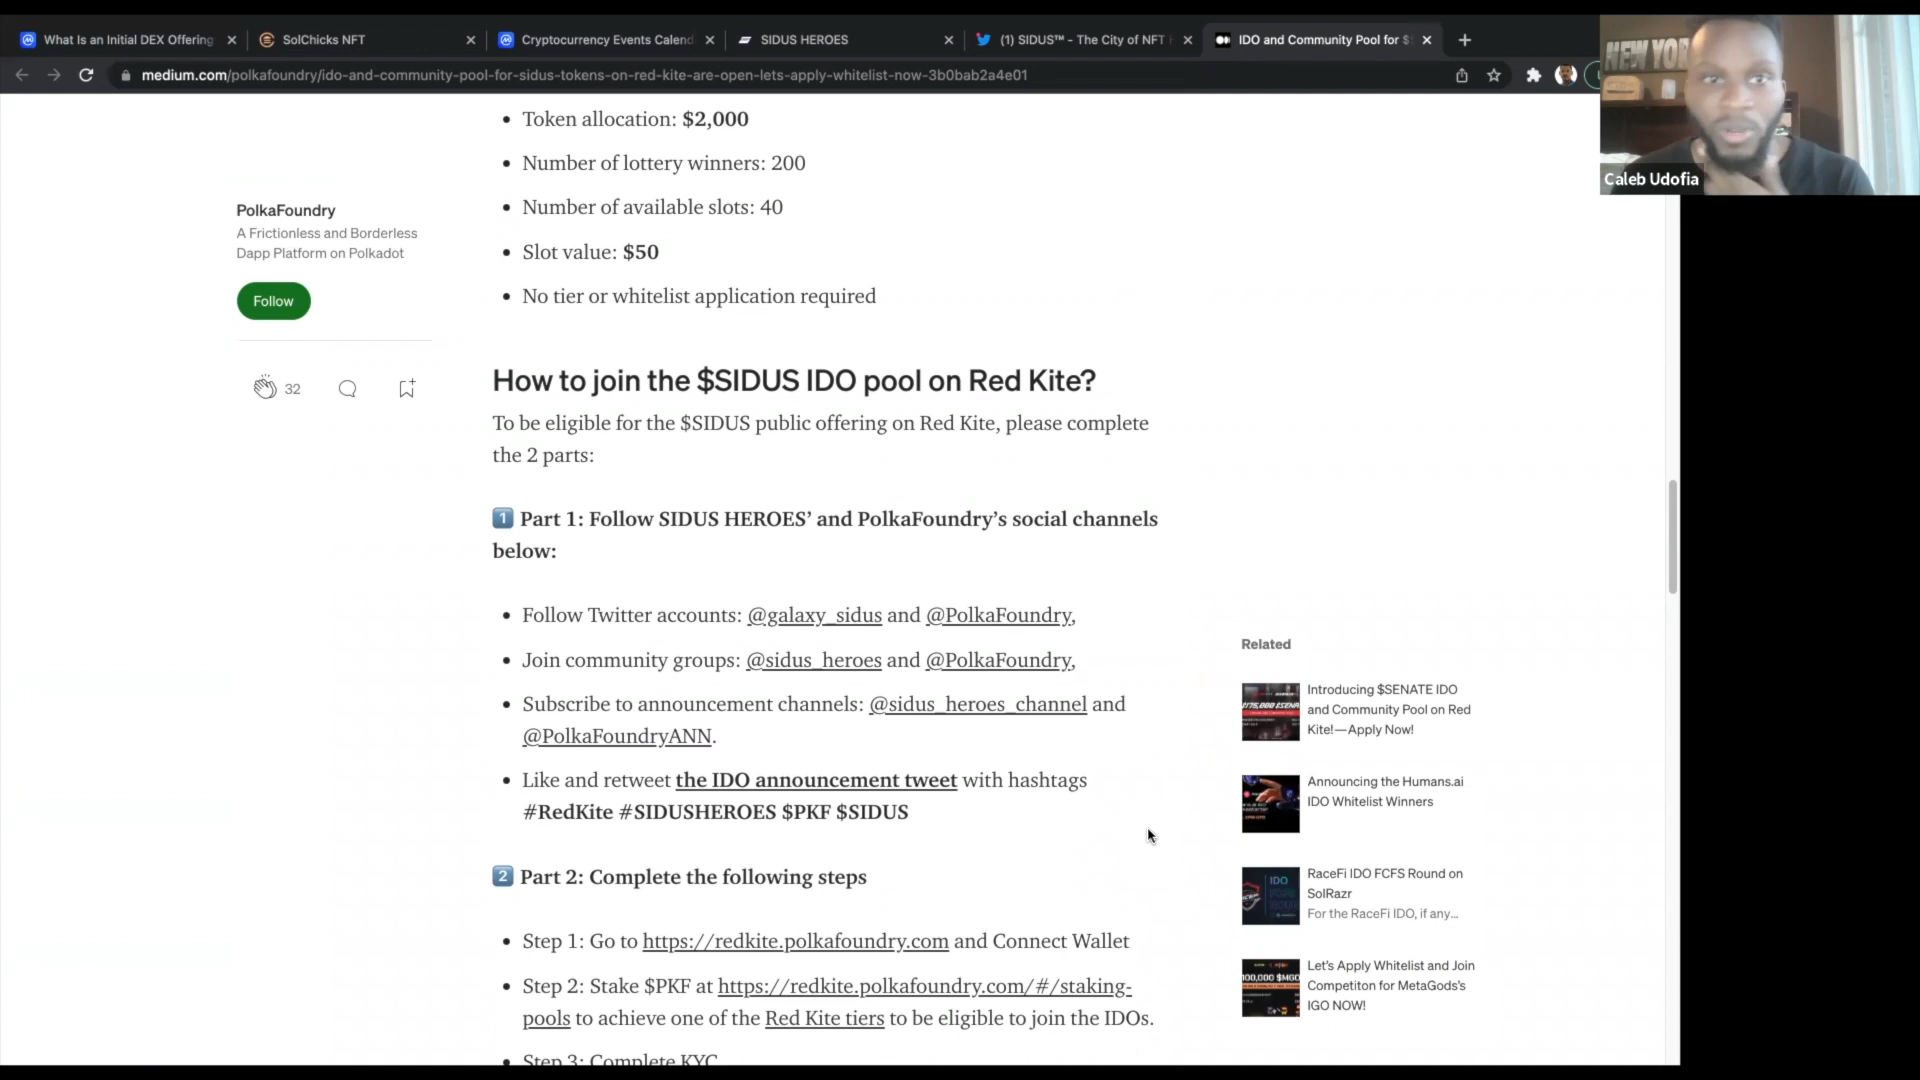 What Is an Initial DEX Offering
SolChicks NFT
Cryptocurrency Events Calend
SIDUS HEROES
(1) SIDUS™ - The City of NFT
IDO and Community Pool for $
medium.com/polkafoundry/ido-and-community-pool-for-sidus-tokens-on-red-kite-are-open-lets-apply-whitelist-now-3b0bab2a4e01
NEW YOR
Caleb Udofia
PolkaFoundry
A Frictionless and Borderless
Dapp Platform on Polkadot
Follow
32
• Token allocation: $2,000
• Number of lottery winners: 200
• Number of available slots: 40
• Slot value: $50
• No tier or whitelist application required
How to join the $SIDUS IDO pool on Red Kite?
To be eligible for the $SIDUS public offering on Red Kite, please complete
the 2 parts:
1 Part 1: Follow SIDUS HEROES’ and PolkaFoundry’s social channels
below:
• Follow Twitter accounts: @galaxy_sidus and @PolkaFoundry,
• Join community groups: @sidus_heroes and @PolkaFoundry,
• Subscribe to announcement channels: @sidus_heroes_channel and
@PolkaFoundryANN.
• Like and retweet the IDO announcement tweet with hashtags
#RedKite #SIDUSHEROES $PKF $SIDUS
2 Part 2: Complete the following steps
• Step 1: Go to https://redkite.polkafoundry.com and Connect Wallet
• Step 2: Stake $PKF at https://redkite.polkafoundry.com/#/staking-
pools to achieve one of the Red Kite tiers to be eligible to join the IDOs.
• Step 3: Complete KYC
Related
Introducing $SENATE IDO
and Community Pool on Red
Kite!—Apply Now!
Announcing the Humans.ai
IDO Whitelist Winners
RaceFi IDO FCFS Round on
SolRazr
For the RaceFi IDO, if any...
Let’s Apply Whitelist and Join
Competiton for MetaGods’s
IGO NOW!